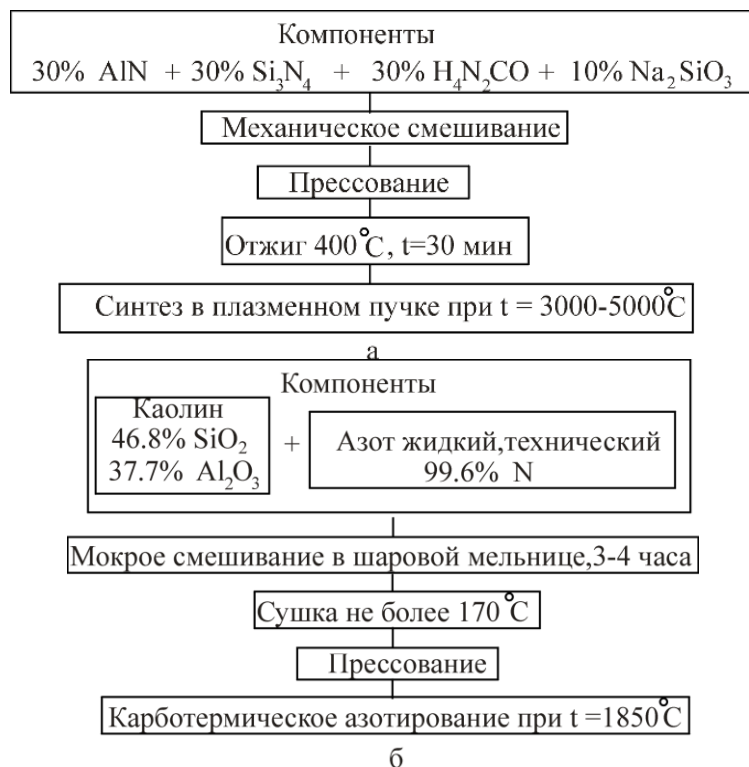 Компоненты
30% AlN + 30% Si₃N₄ + 30% H₄N₂CO + 10% Na₂SiO₃
Механическое смешивание
Прессование
Отжиг 400°С, t=30 мин
Синтез в плазменном пучке при t = 3000-5000°С
а
Компоненты
Каолин
46.8% SiO₂
37.7% Al₂O₃
+
Азот жидкий,технический
99.6% N
Мокрое смешивание в шаровой мельнице,3-4 часа
Сушка не более 170°С
Прессование
Карботермическое азотирование при t =1850°С
б